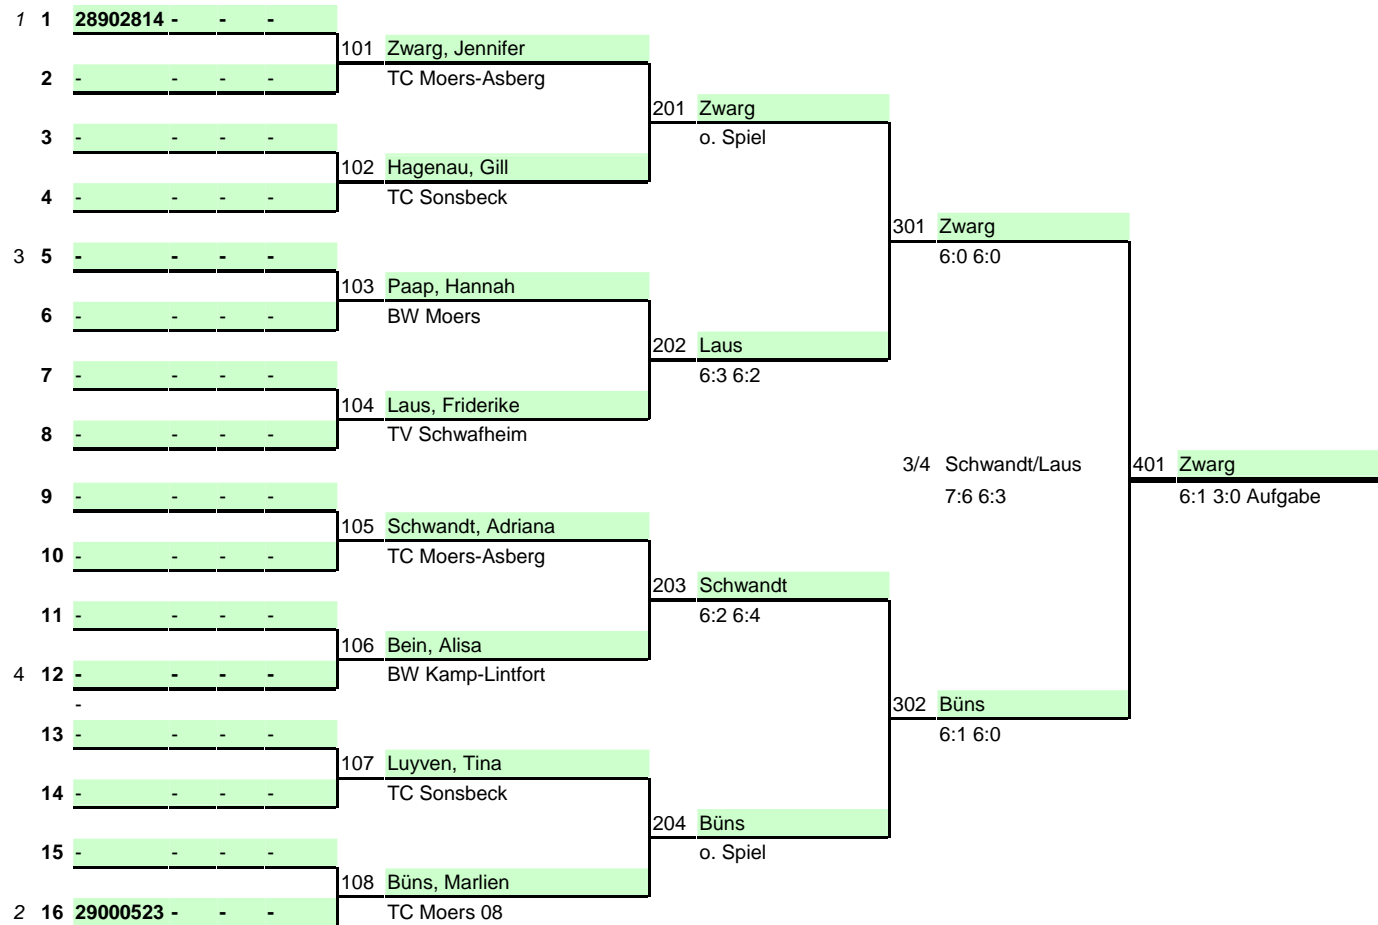 1 1 28902814 - - -
101 Zwarg, Jennifer
2 - - - - TC Moers-Asberg
201 Zwarg
3 - - - - o. Spiel
102 Hagenau, Gill
4 - - - - TC Sonsbeck
301 Zwarg
3 5 - - - - 6:0 6:0
103 Paap, Hannah
6 - - - - BW Moers
202 Laus
7 - - - - 6:3 6:2
104 Laus, Friderike
8 - - - - TV Schwafheim
3/4 Schwandt/Laus 401 Zwarg
9 - - - - 7:6 6:3 6:1 3:0 Aufgabe
105 Schwandt, Adriana
10 - - - - TC Moers-Asberg
203 Schwandt
11 - - - - 6:2 6:4
106 Bein, Alisa
4 12 - - - - BW Kamp-Lintfort
- 302 Büns
13 - - - - 6:1 6:0
107 Luyven, Tina
14 - - - - TC Sonsbeck
204 Büns
15 - - - - o. Spiel
108 Büns, Marlien
2 16 29000523 - - - TC Moers 08